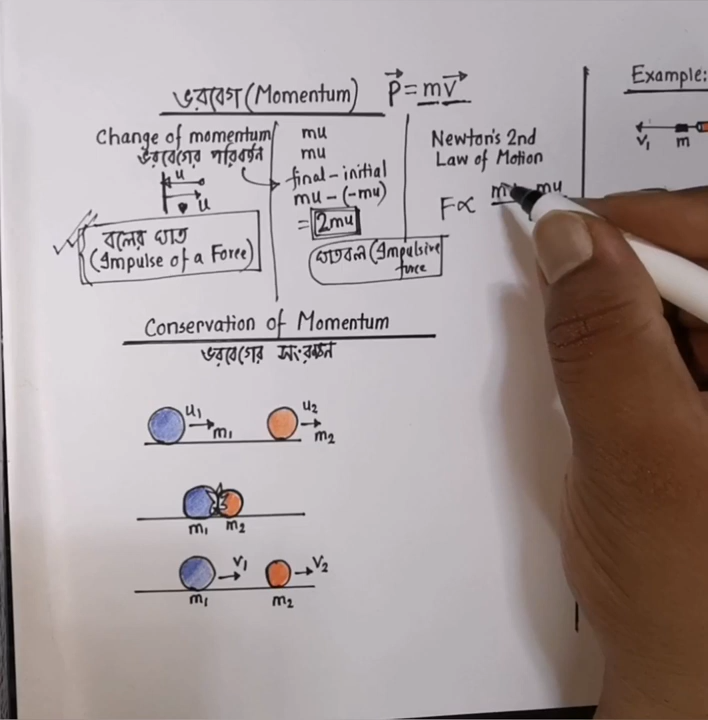 ভরবেগ (Momentum) P = mv
Change of momentum
ভরবেগের পরিবর্তন
u
u
বলের ঘাত
(Impulse of a Force)
mu
mu
final - initial
mu - (-mu)
= 2mu
ঘাতবল (Impulsive
force
Newton's 2nd
Law of Motion
F∝ mu
Example:
v₁ m
Conservation of Momentum
ভরবেগের সংরক্ষণ
u₁ m₁ u₂ m₂
m₁ m₂
v₁ v₂
m₁ m₂